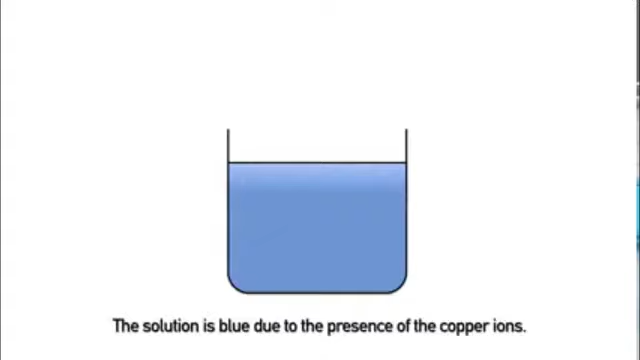 The solution is blue due to the presence of the copper ions.